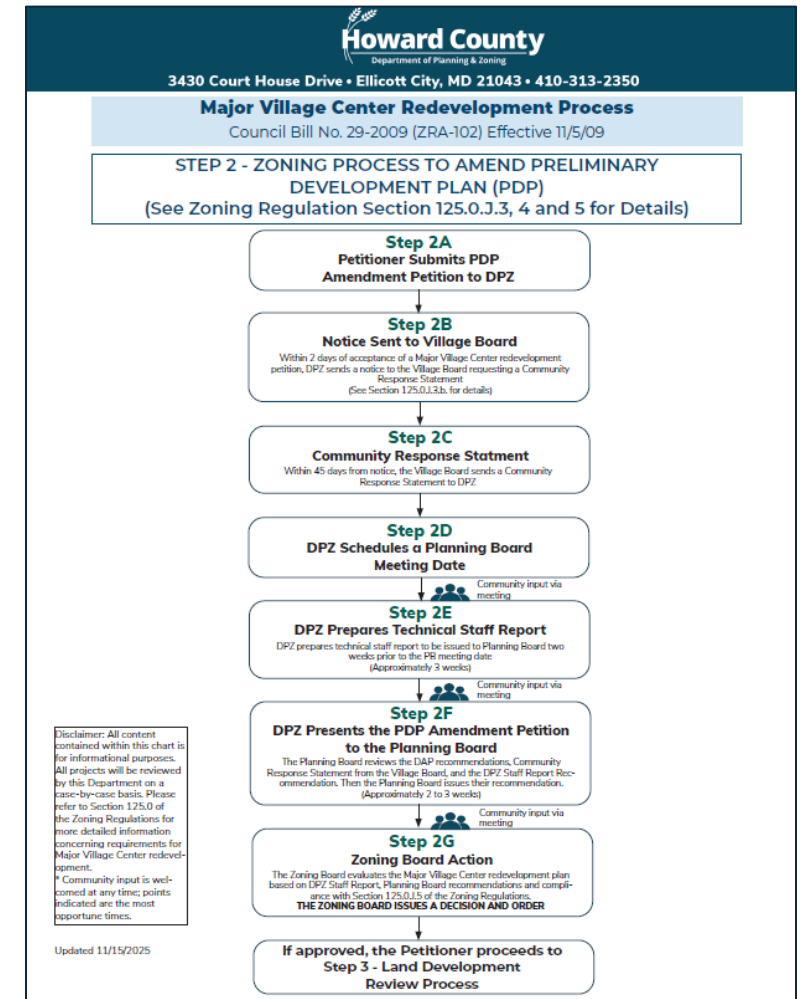 Howard County
Department of Planning & Zoning
3430 Court House Drive • Ellicott City, MD 21043 • 410-313-2350
Major Village Center Redevelopment Process
Council Bill No. 29-2009 (ZRA-102) Effective 11/5/09
STEP 2 - ZONING PROCESS TO AMEND PRELIMINARY
DEVELOPMENT PLAN (PDP)
(See Zoning Regulation Section 125.0.J.3, 4 and 5 for Details)
Step 2A
Petitioner Submits PDP
Amendment Petition to DPZ
Step 2B
Notice Sent to Village Board
Within 2 days of acceptance of a Major Village Center redevelopment
petition, DPZ sends a notice to the Village Board requesting a Community
Response Statement
(See Section 125.0.J.3.b. for details)
Step 2C
Community Response Statment
Within 45 days from notice, the Village Board sends a Community
Response Statement to DPZ
Step 2D
DPZ Schedules a Planning Board
Meeting Date
Community input via
meeting
Step 2E
DPZ Prepares Technical Staff Report
DPZ prepares technical staff report to be issued to Planning Board two
weeks prior to the PB meeting date
(Approximately 3 weeks)
Community input via
meeting
Step 2F
DPZ Presents the PDP Amendment Petition
to the Planning Board
The Planning Board reviews the DAP recommendations, Community
Response Statement from the Village Board, and the DPZ Staff Report Rec-
ommendation. Then the Planning Board issues their recommendation.
(Approximately 2 to 3 weeks)
Community input via
meeting
Step 2G
Zoning Board Action
The Zoning Board evaluates the Major Village Center redevelopment plan
based on DPZ Staff Report, Planning Board recommendations and compli-
ance with Section 125.0.J.5 of the Zoning Regulations.
THE ZONING BOARD ISSUES A DECISION AND ORDER
If approved, the Petitioner proceeds to
Step 3 - Land Development
Review Process
Disclaimer: All content
contained within this chart is
for informational purposes.
All projects will be reviewed
by this Department on a
case-by-case basis. Please
refer to Section 125.0 of
the Zoning Regulations for
more detailed information
concerning requirements for
Major Village Center redevel-
opment.
* Community input is wel-
comed at any time; points
indicated are the most
opportune times.
Updated 11/15/2025